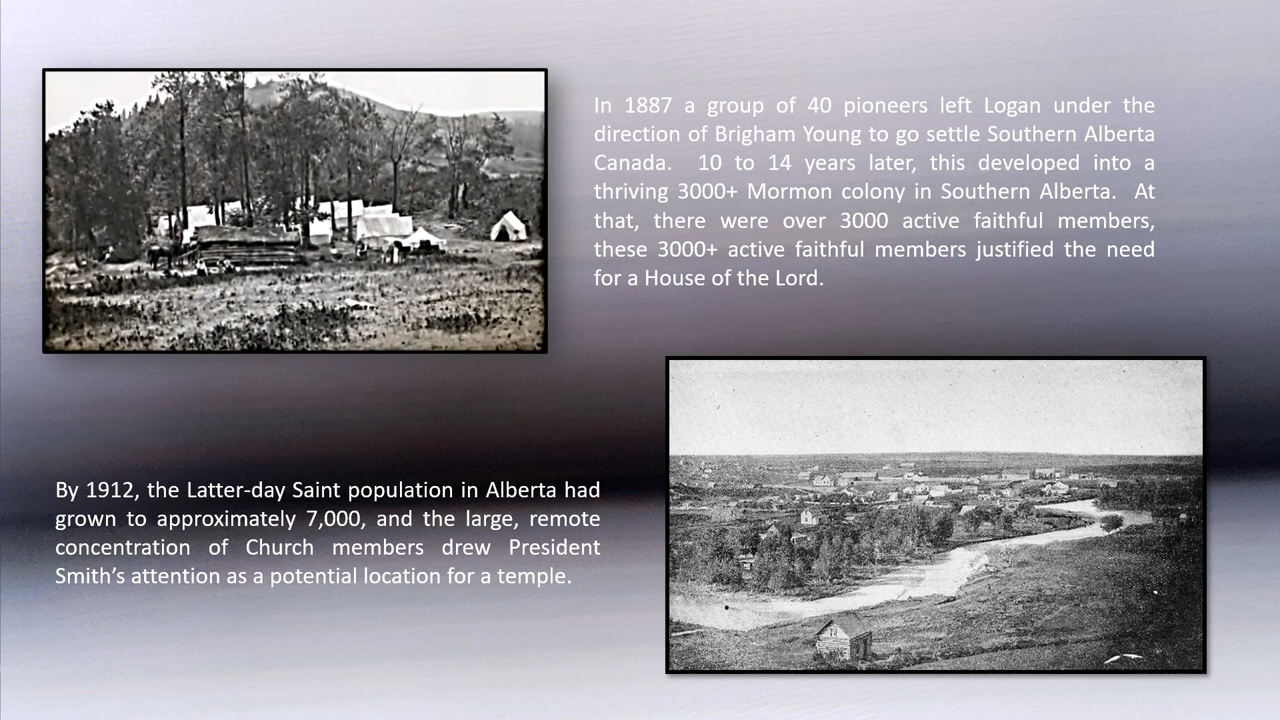 In 1887 a group of 40 pioneers left Logan under the
direction of Brigham Young to go settle Southern Alberta
Canada.  10 to 14 years later, this developed into a
thriving 3000+ Mormon colony in Southern Alberta.  At
that, there were over 3000 active faithful members,
these 3000+ active faithful members justified the need
for a House of the Lord.
By 1912, the Latter-day Saint population in Alberta had
grown to approximately 7,000, and the large, remote
concentration of Church members drew President
Smith’s attention as a potential location for a temple.